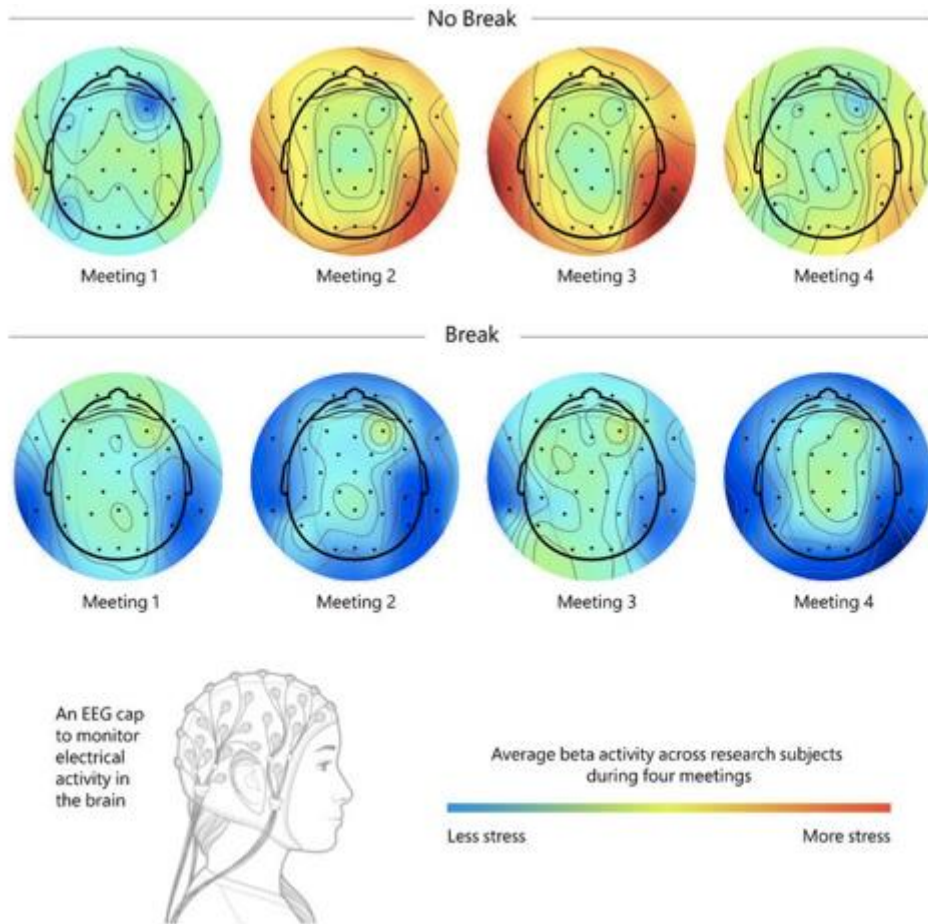 No Break
Meeting 1
Meeting 2
Meeting 3
Meeting 4
Break
Meeting 1
Meeting 2
Meeting 3
Meeting 4
An EEG cap
to monitor
electrical
activity in
the brain
Average beta activity across research subjects
during four meetings
Less stress
More stress